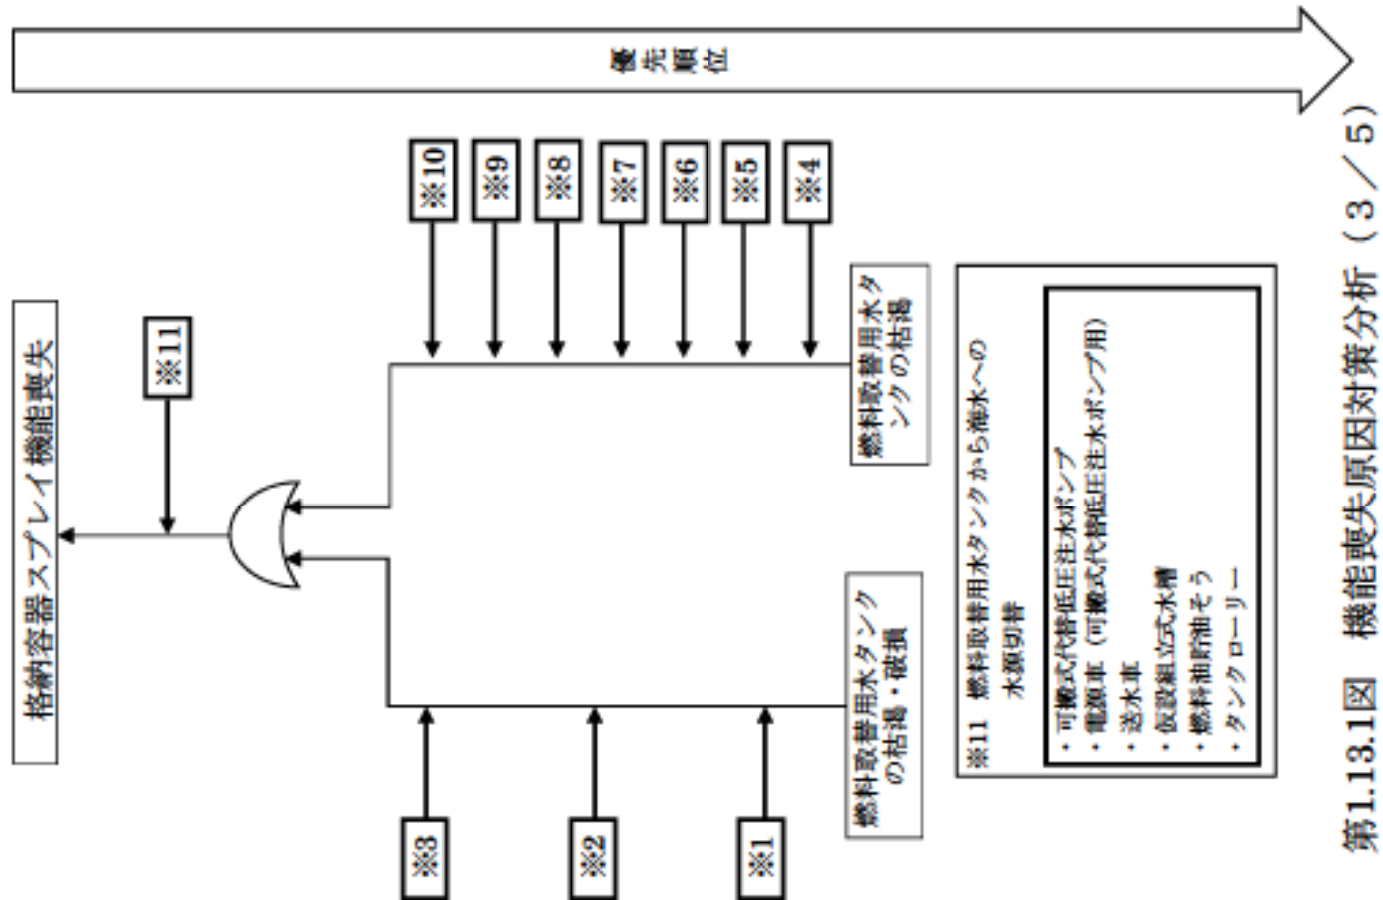 優先順位
格納容器スプレイ機能喪失
※11
※3
※2
※1
※10
※9
※8
※7
※6
※5
※4
燃料取替用水タンク
の枯渇・破損
燃料取替用水タ
ンクの枯渇
※11 燃料取替用水タンクから海水への
水源切替
・可搬式代替低圧注水ポンプ
・電源車（可搬式代替低圧注水ポンプ用）
・送水車
・仮設組立式水槽
・燃料油貯油そう
・タンクローリー
第1.13.1図 機能喪失原因対策分析（3／5）